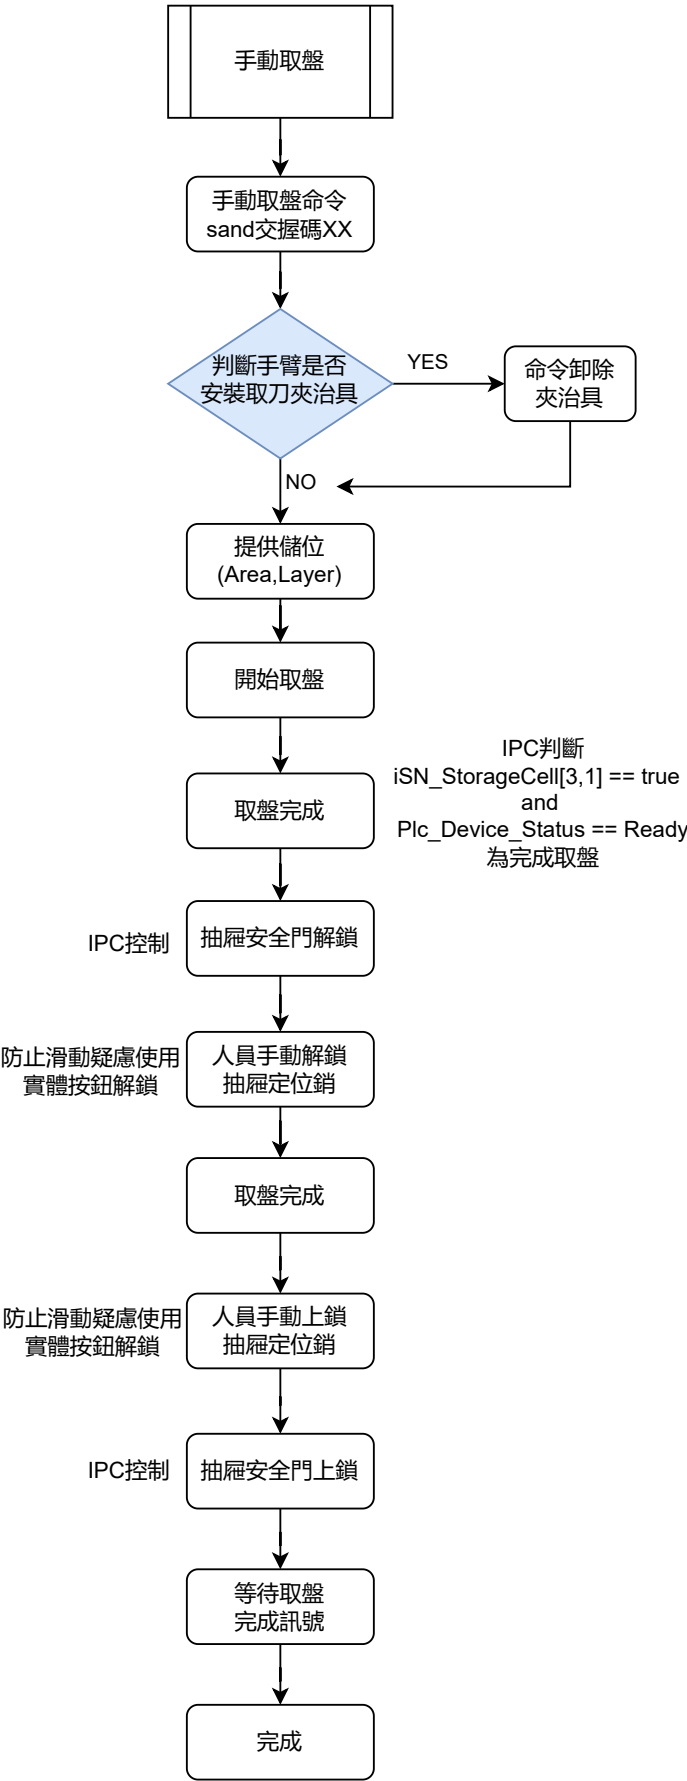 手動取盤
手動取盤命令
sand交握碼XX
判斷手臂是否
安裝取刀夾治具
YES
命令卸除
夾治具
NO
提供儲位
(Area,Layer)
開始取盤
取盤完成
IPC判斷
iSN_StorageCell[3,1] == true
and
Plc_Device_Status == Ready
為完成取盤
IPC控制
抽屜安全門解鎖
防止滑動疑慮使用
實體按鈕解鎖
人員手動解鎖
抽屜定位銷
取盤完成
防止滑動疑慮使用
實體按鈕解鎖
人員手動上鎖
抽屜定位銷
IPC控制
抽屜安全門上鎖
等待取盤
完成訊號
完成